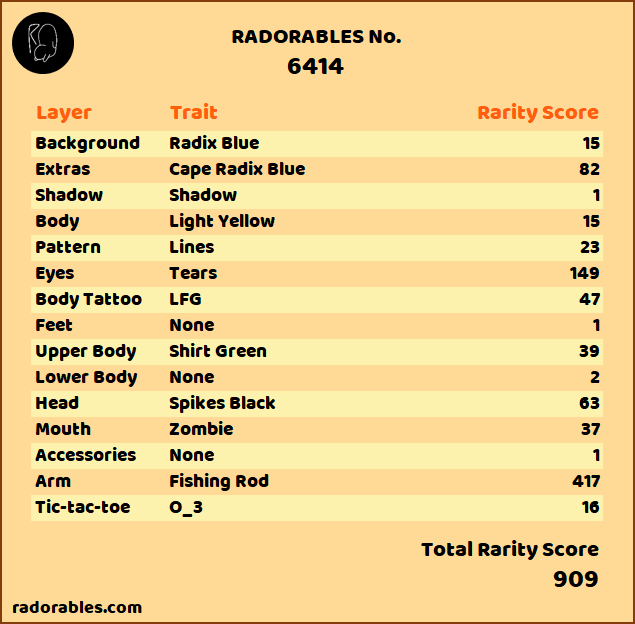 RADORABLES No.
6414
Layer Trait Rarity Score
Background Radix Blue 15
Extras Cape Radix Blue 82
Shadow Shadow 1
Body Light Yellow 15
Pattern Lines 23
Eyes Tears 149
Body Tattoo LFG 47
Feet None 1
Upper Body Shirt Green 39
Lower Body None 2
Head Spikes Black 63
Mouth Zombie 37
Accessories None 1
Arm Fishing Rod 417
Tic-tac-toe O_3 16
Total Rarity Score
909
radorables.com